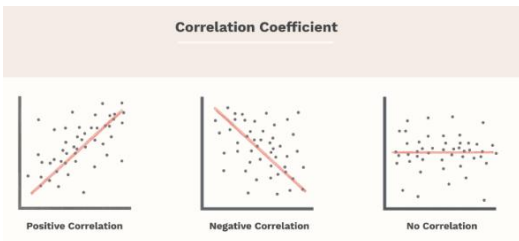 Correlation Coefficient
Positive Correlation
Negative Correlation
No Correlation